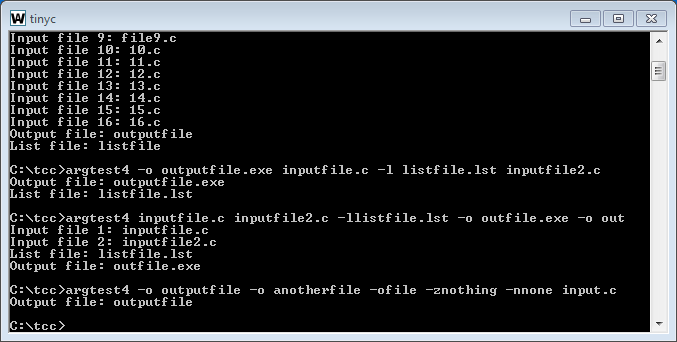 tinyc
Input file 9: file9.c
Input file 10: 10.c
Input file 11: 11.c
Input file 12: 12.c
Input file 13: 13.c
Input file 14: 14.c
Input file 15: 15.c
Input file 16: 16.c
Output file: outputfile
List file: listfile
C:\tcc>argtest4 -o outputfile.exe inputfile.c -l listfile.lst inputfile2.c
Output file: outputfile.exe
List file: listfile.lst
C:\tcc>argtest4 inputfile.c inputfile2.c -llistfile.lst -o outfile.exe -o out
Input file 1: inputfile.c
Input file 2: inputfile2.c
List file: listfile.lst
Output file: outfile.exe
C:\tcc>argtest4 -o outputfile -o anotherfile -ofile -znothing -nnone input.c
Output file: outputfile
C:\tcc>